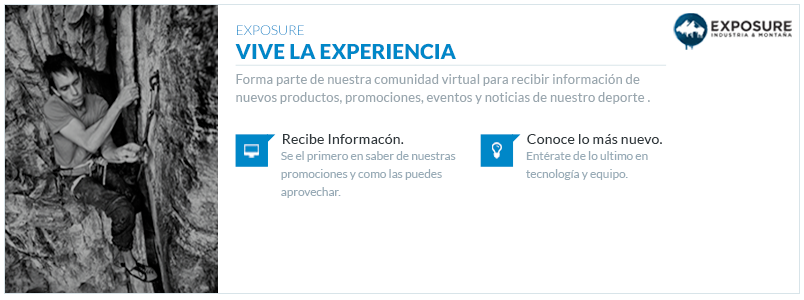 EXPOSURE
INDUSTRIA & MONTAÑA
EXPOSURE
VIVE LA EXPERIENCIA
Forma parte de nuestra comunidad virtual para recibir información de
nuevos productos, promociones, eventos y noticias de nuestro deporte .
Recibe Informacón.
Se el primero en saber de nuestras
promociones y como las puedes
aprovechar.
Conoce lo más nuevo.
Entérate de lo ultimo en
tecnología y equipo.